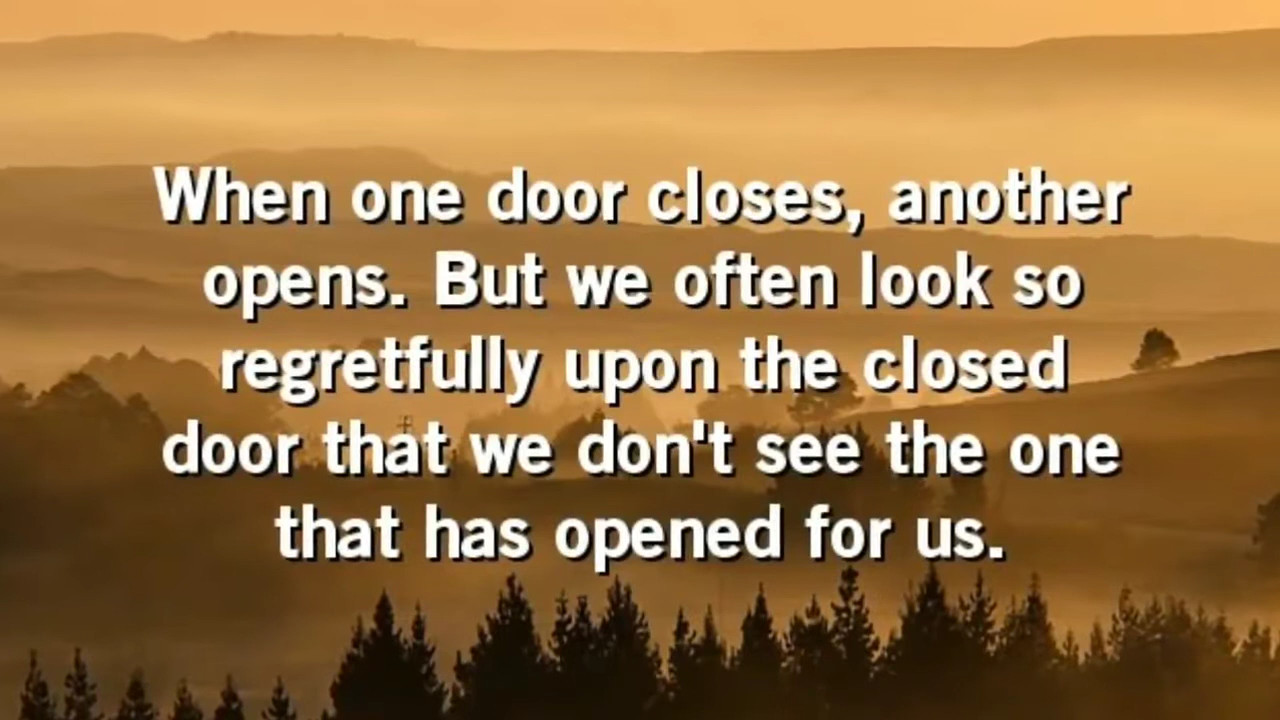 When one door closes, another
opens. But we often look so
regretfully upon the closed
door that we don't see the one
that has opened for us.